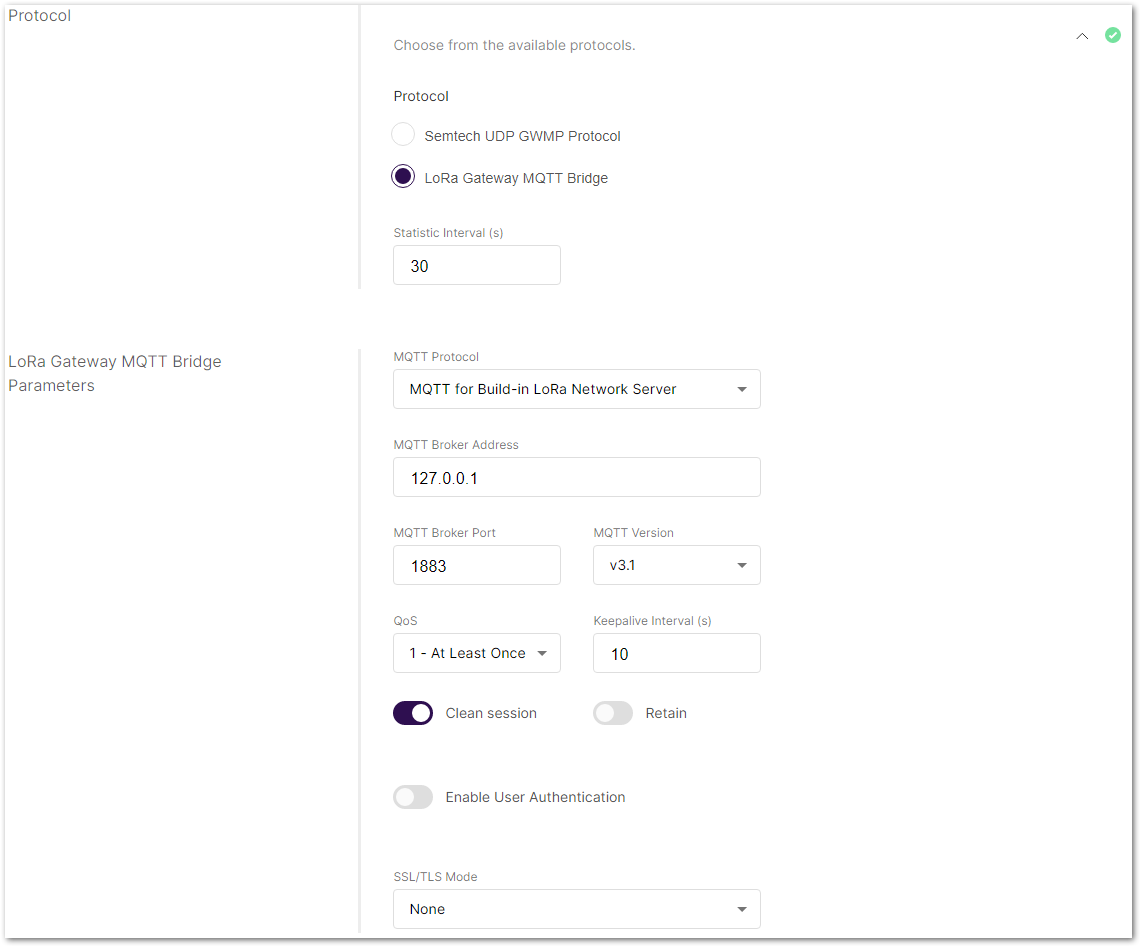 Protocol
Choose from the available protocols.
Protocol
Semtech UDP GWMP Protocol
LoRa Gateway MQTT Bridge
Statistic Interval (s)
30
LoRa Gateway MQTT Bridge
Parameters
MQTT Protocol
MQTT for Build-in LoRa Network Server
MQTT Broker Address
127.0.0.1
MQTT Broker Port
MQTT Version
1883
v3.1
QoS
Keepalive Interval (s)
1 - At Least Once
10
Clean session
Retain
Enable User Authentication
SSL/TLS Mode
None